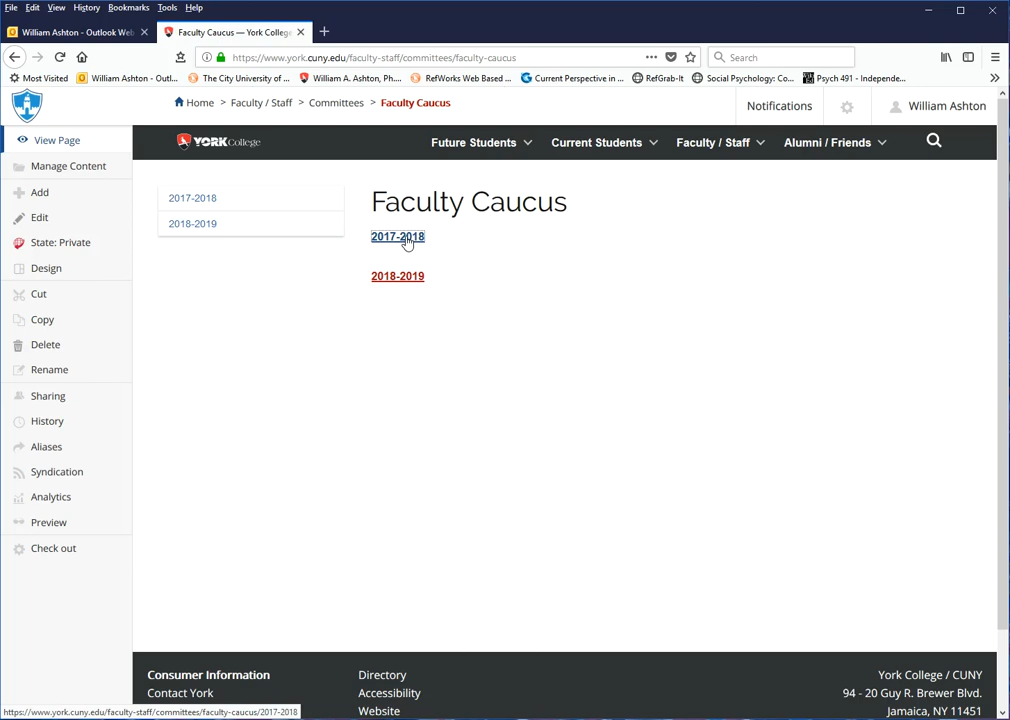 File Edit View History Bookmarks Tools Help
William Ashton - Outlook Web
Faculty Caucus — York College
https://www.york.cuny.edu/faculty-staff/committees/faculty-caucus
Search
Most Visited
William Ashton - Outl...
The City University of ...
William A. Ashton, Ph....
RefWorks Web Based ...
Current Perspective in ...
RefGrab-It
Social Psychology: Co...
Psych 491 - Independe...
Home > Faculty / Staff > Committees > Faculty Caucus
Notifications
William Ashton
View Page
Manage Content
Add
Edit
State: Private
Design
Cut
Copy
Delete
Rename
Sharing
History
Aliases
Syndication
Analytics
Preview
Check out
YORK College
Future Students
Current Students
Faculty / Staff
Alumni / Friends
2017-2018
2018-2019
Faculty Caucus
2017-2018
2018-2019
Consumer Information
Contact York
Directory
Accessibility
Website
York College / CUNY
94 - 20 Guy R. Brewer Blvd.
Jamaica, NY 11451
https://www.york.cuny.edu/faculty-staff/committees/faculty-caucus/2017-2018